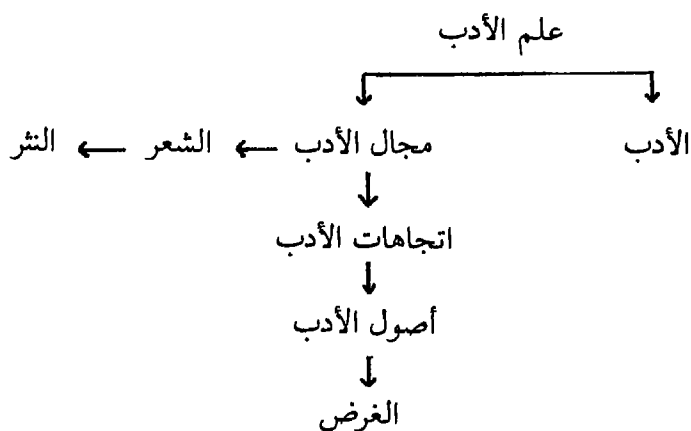 علم الأدب
الأدب مجال الأدب الشعر النثر
اتجاهات الأدب
أصول الأدب
الغرض